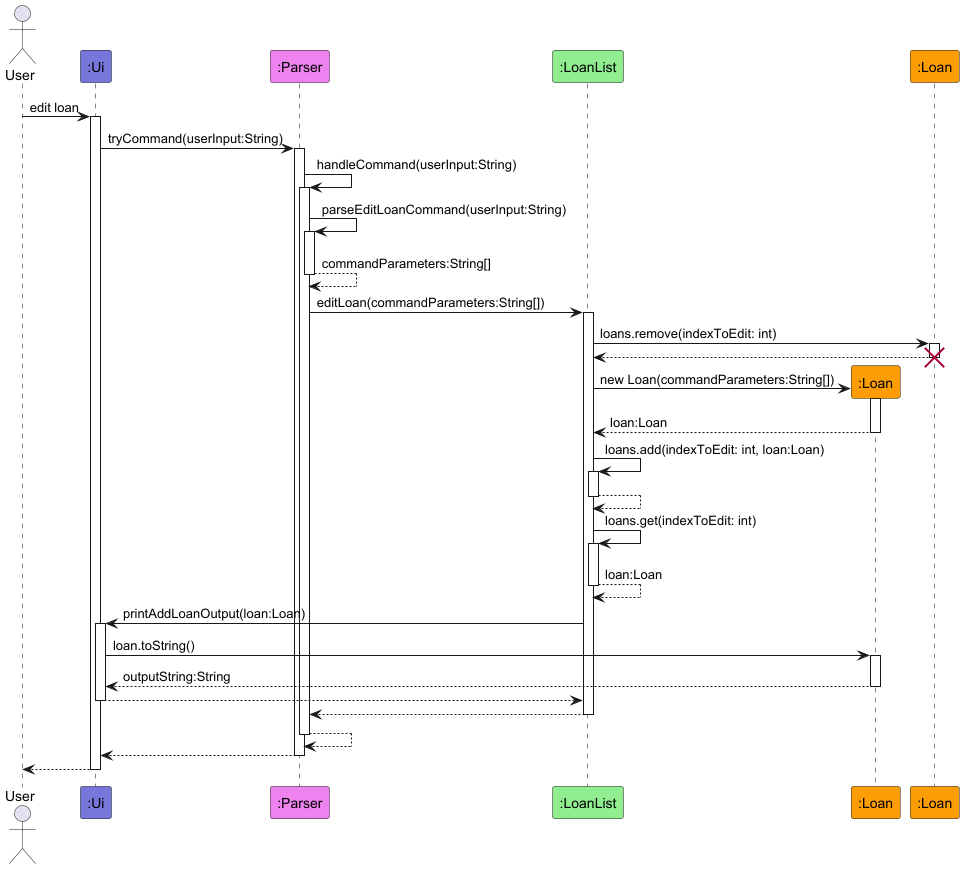 User
:Ui
:Parser
:LoanList
:Loan
edit loan
tryCommand(userInput:String)
handleCommand(userInput:String)
parseEditLoanCommand(userInput:String)
commandParameters:String[]
editLoan(commandParameters:String[])
loans.remove(indexToEdit: int)
new Loan(commandParameters:String[])
:Loan
loan:Loan
loans.add(indexToEdit: int, loan:Loan)
loans.get(indexToEdit: int)
loan:Loan
printAddLoanOutput(loan:Loan)
loan.toString()
outputString:String
User
:Ui
:Parser
:LoanList
:Loan
:Loan